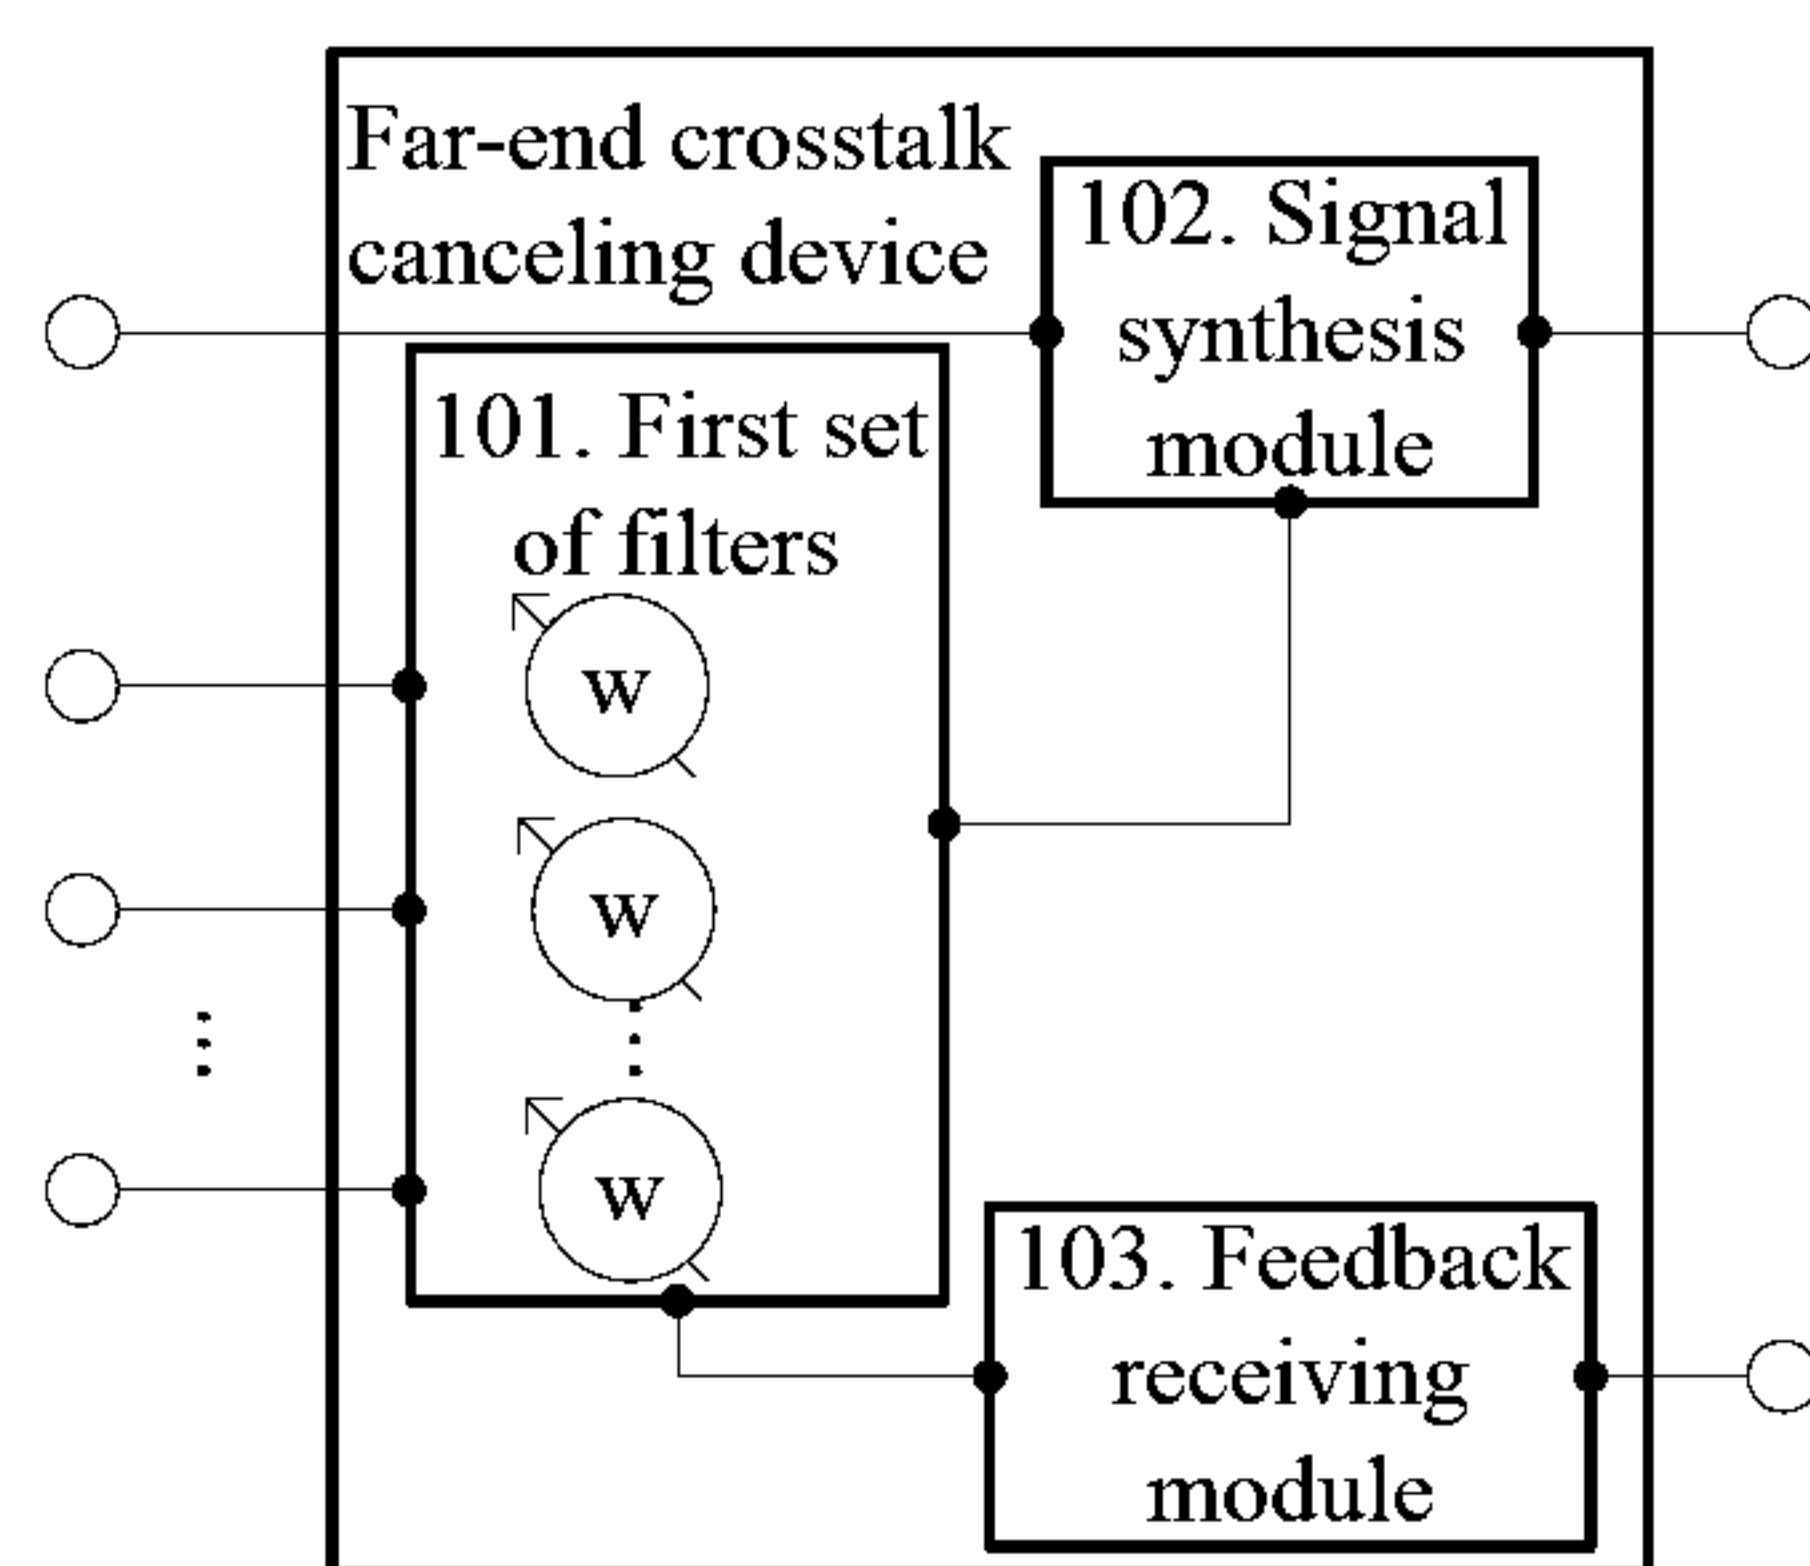 Far-end crosstalk
canceling device
102. Signal
synthesis
module
101. First set
of filters
w
w
w
103. Feedback
receiving
module